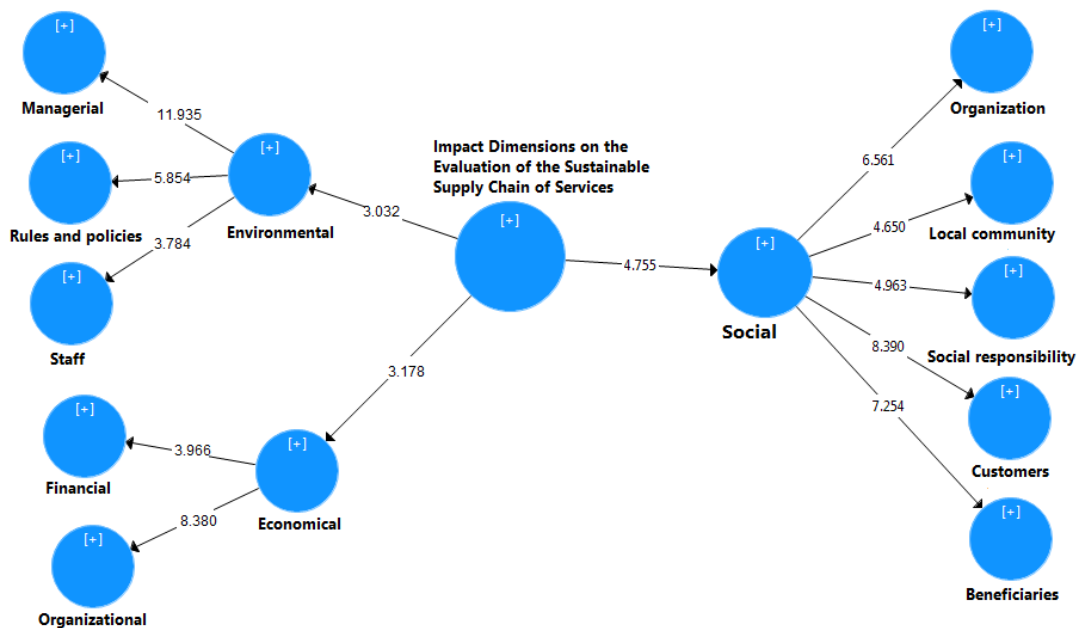 [+]
Managerial
11.935
[+]
Rules and policies
5.854
[+]
Environmental
3.784
[+]
Staff
3.032
Impact Dimensions on the
Evaluation of the Sustainable
Supply Chain of Services
[+]
4.755
3.178
[+]
Financial
3.966
[+]
Economical
8.380
[+]
Organizational
[+]
Social
6.561
[+]
Organization
4.650
[+]
Local community
4.963
[+]
Social responsibility
8.390
[+]
Customers
7.254
[+]
Beneficiaries